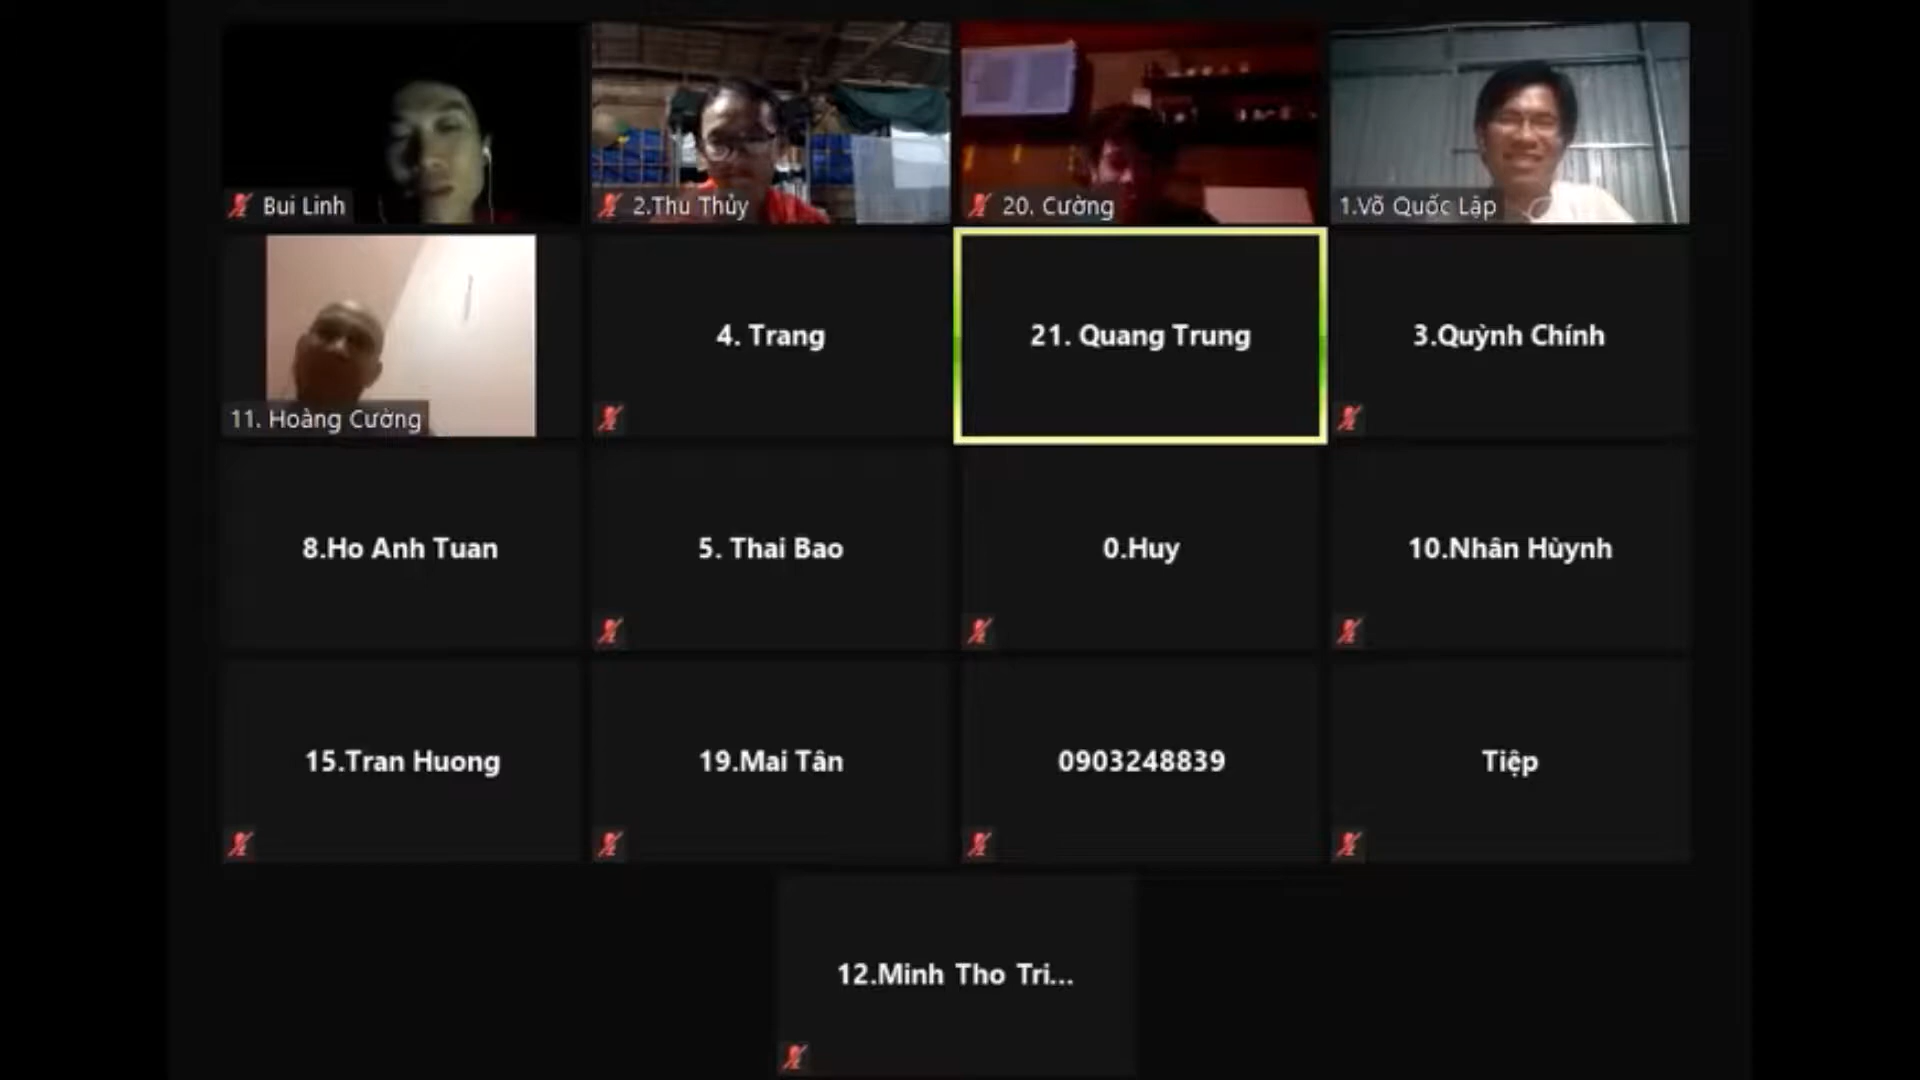 Bui Linh
2.Thu Thủy
20. Cường
1.Võ Quốc Lập
11. Hoàng Cường
4. Trang
21. Quang Trung
3.Quỳnh Chính
8.Ho Anh Tuan
5. Thai Bao
0.Huy
10.Nhân Hùynh
15.Tran Huong
19.Mai Tân
0903248839
Tiệp
12.Minh Tho Tri...